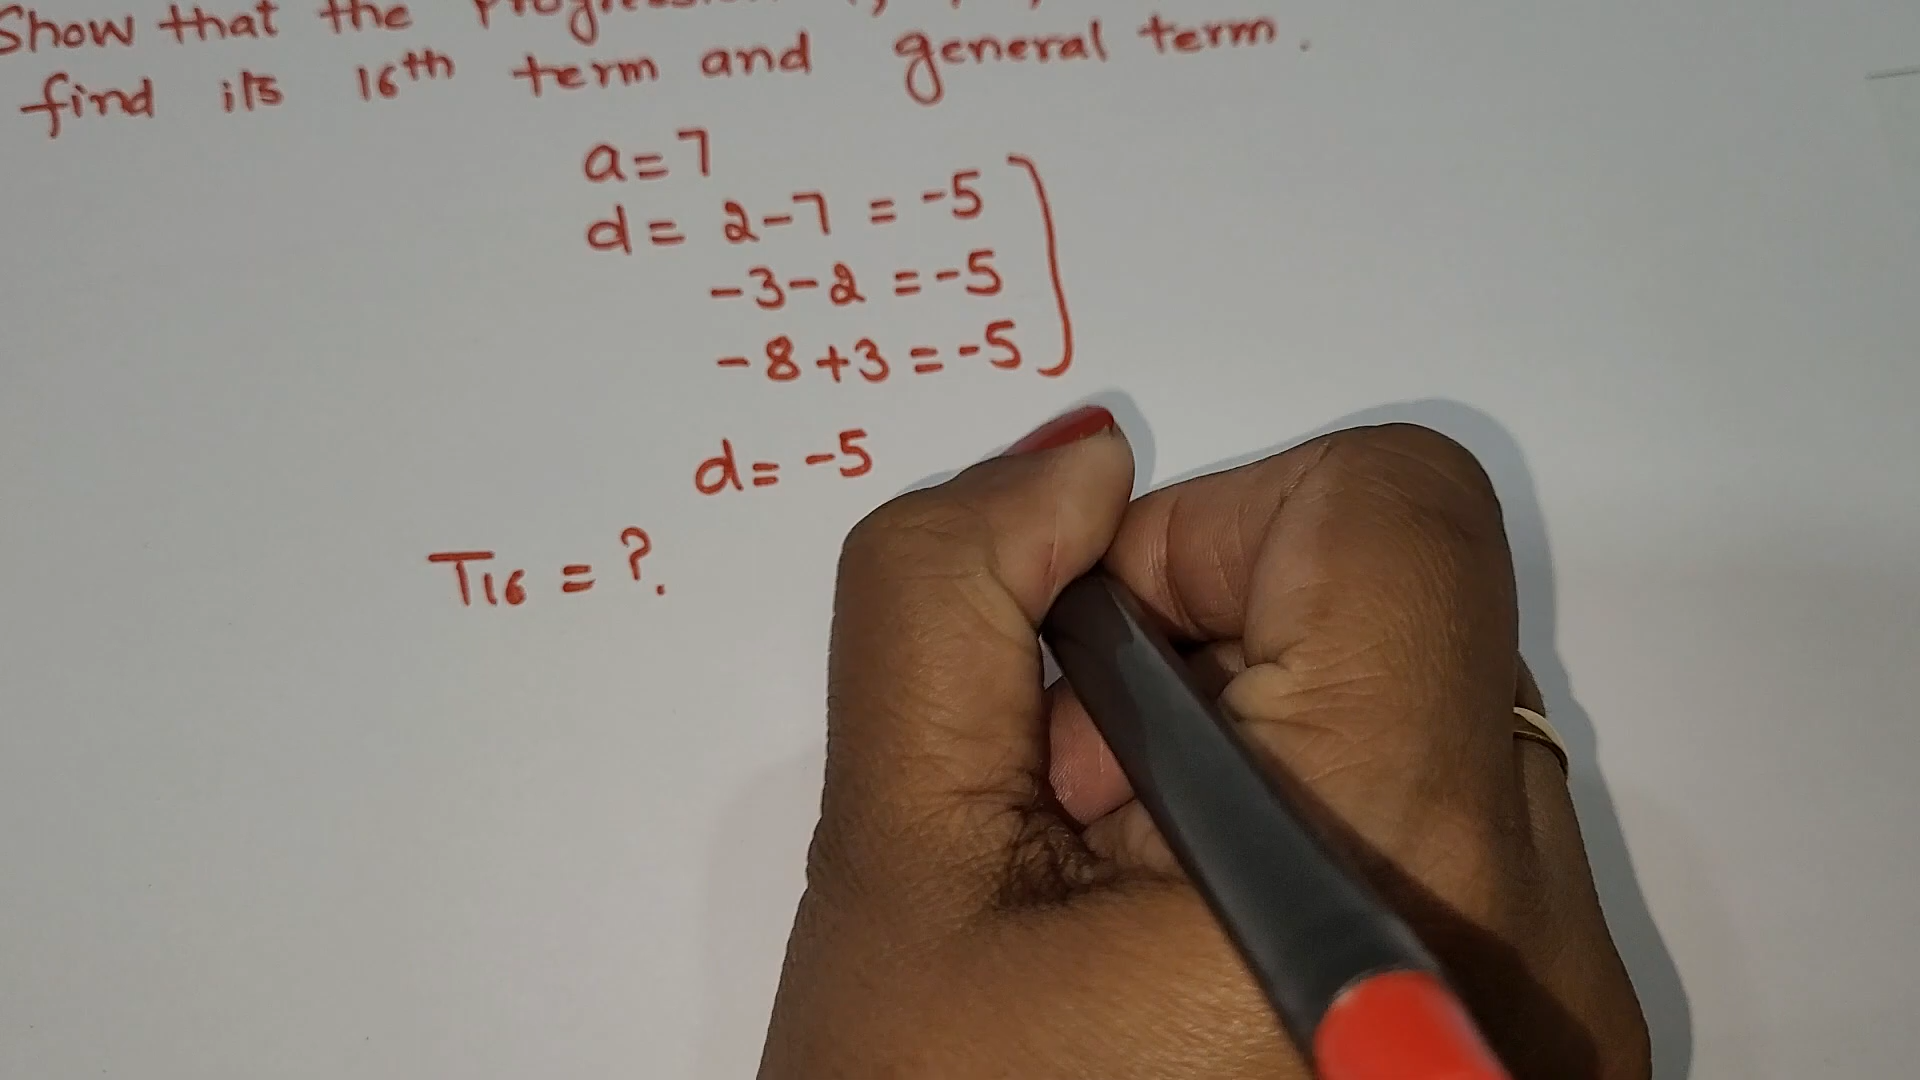 Show that the Progression
find its 16th term and general term.
a = 7
d = 2-7 = -5
-3-2 = -5
-8+3 = -5
d = -5
T16 = ?